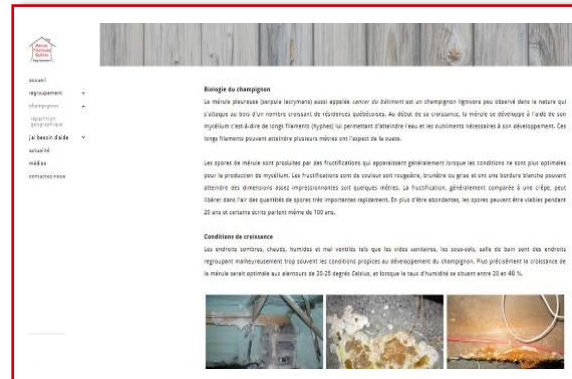 accueil
regroupement
champignons
répartition
géographique
j'ai besoin d'aide
actualité
médias
contactez-nous
Biologie du champignon
La mérule pleureuse (serpula lacrymans) aussi appelée cancer du bâtiment est un champignon lignivore peu observé dans la nature qui
s'attaque au bois d'un nombre croissant de résidences québécoises. Au début de sa croissance, la mérule se développe à l'aide de son
mycélium c'est-à-dire de longs filaments (hyphes) lui permettant d'atteindre l'eau et les nutriments nécessaires à son développement. Ces
longs filaments pouvant atteindre plusieurs mètres ont l'aspect de la ouate.
Les spores de mérule sont produites par des fructifications qui apparaissent généralement lorsque les conditions ne sont plus optimales
pour la production de mycélium. Les fructifications sont de couleur soit rougeâtre, brunâtre ou gris et ont une bordure blanche pouvant
atteindre des dimensions assez impressionnantes soit quelques mètres. La fructification, généralement comparée à une crêpe, peut
libérer dans l'air des quantités de spores très importantes rapidement. En plus d'être abondantes, les spores peuvent être viables pendant
20 ans et certains écrits parlent même de 100 ans.
Conditions de croissance
Les endroits sombres, chauds, humides et mal ventilés tels que les vides sanitaires, les sous-sols, salle de bain sont des endroits
regroupant malheureusement trop souvent les conditions propices au développement du champignon. Plus précisément la croissance de
la mérule serait optimale aux alentours de 20-25 degrés Celsius, et lorsque le taux d'humidité se situent entre 20 et 40 %.